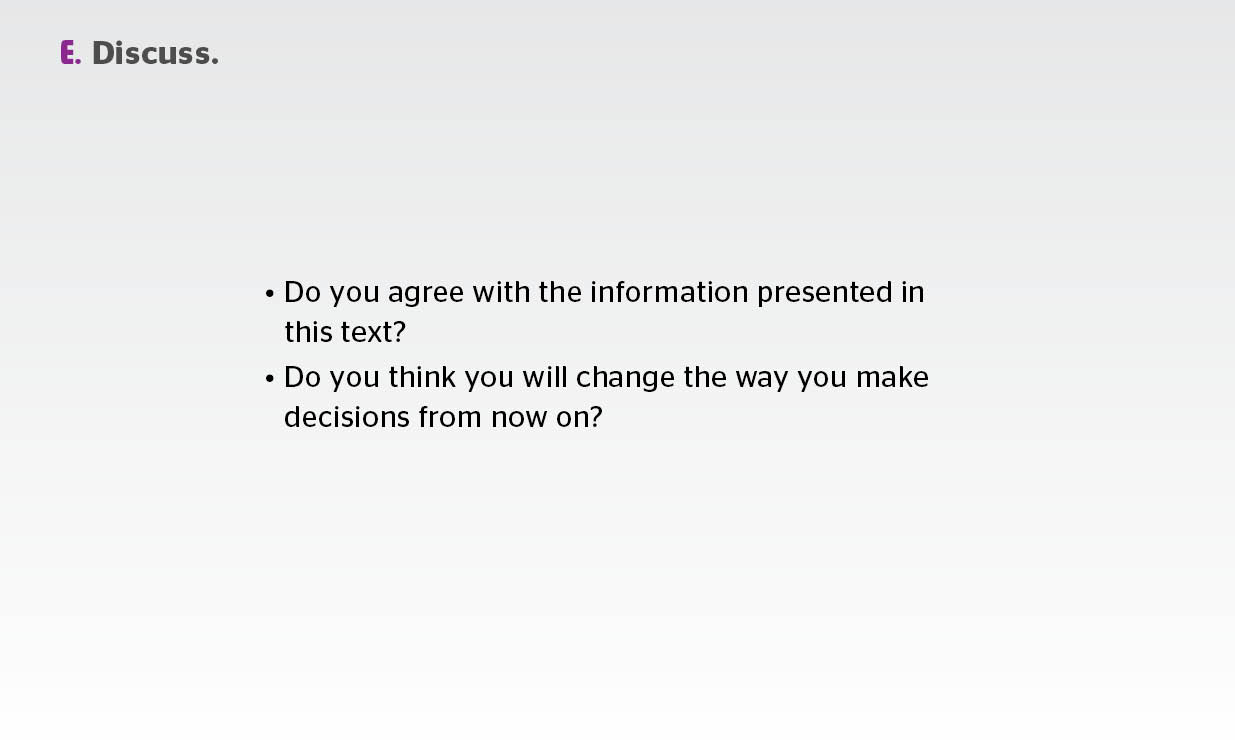 E. Discuss.
• Do you agree with the information presented in
this text?
• Do you think you will change the way you make
decisions from now on?